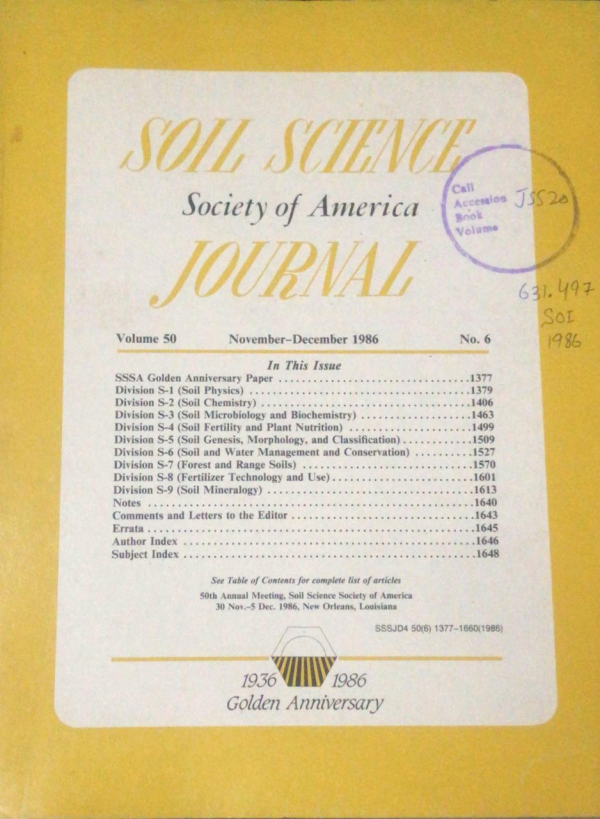 SOIL SCIENCE
Society of America
JOURNAL
Call
Accession JSS20
Book
Volume
631.497
SOI
1986
Volume 50 November–December 1986 No. 6
In This Issue
SSSA Golden Anniversary Paper ........................................1377
Division S-1 (Soil Physics) ........................................1379
Division S-2 (Soil Chemistry) ........................................1406
Division S-3 (Soil Microbiology and Biochemistry) ....................1463
Division S-4 (Soil Fertility and Plant Nutrition) ....................1499
Division S-5 (Soil Genesis, Morphology, and Classification).............1509
Division S-6 (Soil and Water Management and Conservation) ............1527
Division S-7 (Forest and Range Soils) ................................1570
Division S-8 (Fertilizer Technology and Use)..........................1601
Division S-9 (Soil Mineralogy) .......................................1613
Notes ........................................1640
Comments and Letters to the Editor ...................................1643
Errata ........................................1645
Author Index ........................................1646
Subject Index ........................................1648
See Table of Contents for complete list of articles
50th Annual Meeting, Soil Science Society of America
30 Nov.–5 Dec. 1986, New Orleans, Louisiana
SSSJD4 50(6) 1377–1660(1986)
1936 1986
Golden Anniversary